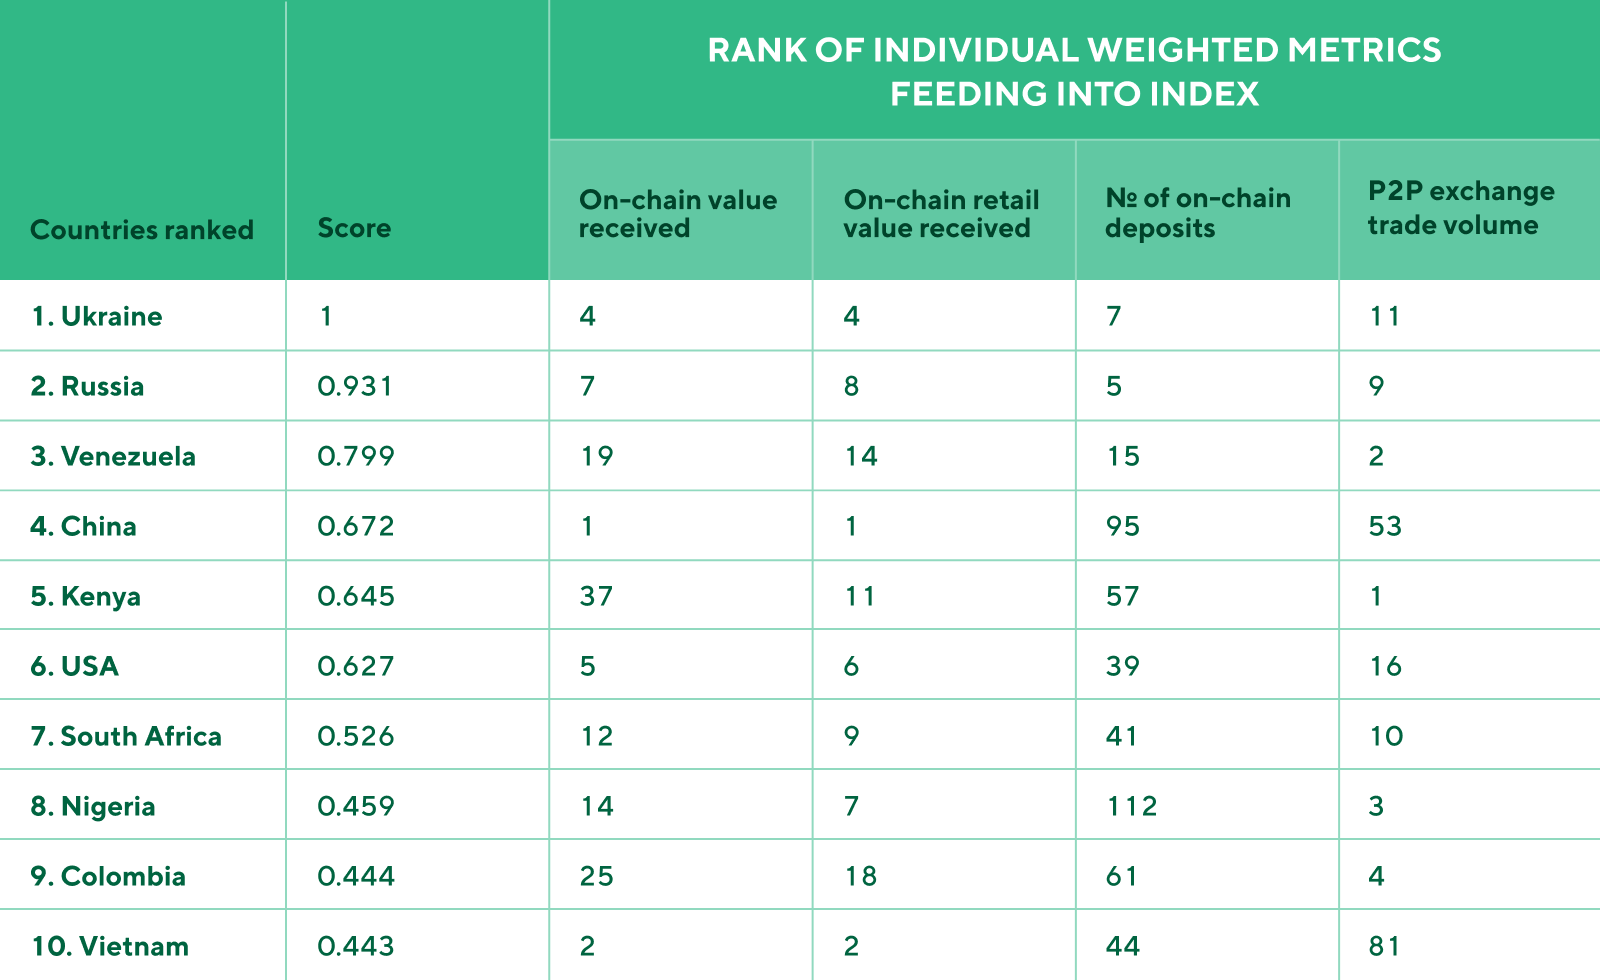 RANK OF INDIVIDUAL WEIGHTED METRICS
FEEDING INTO INDEX
Countries ranked
Score
On-chain value
received
On-chain retail
value received
№ of on-chain
deposits
P2P exchange
trade volume
1. Ukraine 1 4 4 7 11
2. Russia 0.931 7 8 5 9
3. Venezuela 0.799 19 14 15 2
4. China 0.672 1 1 95 53
5. Kenya 0.645 37 11 57 1
6. USA 0.627 5 6 39 16
7. South Africa 0.526 12 9 41 10
8. Nigeria 0.459 14 7 112 3
9. Colombia 0.444 25 18 61 4
10. Vietnam 0.443 2 2 44 81